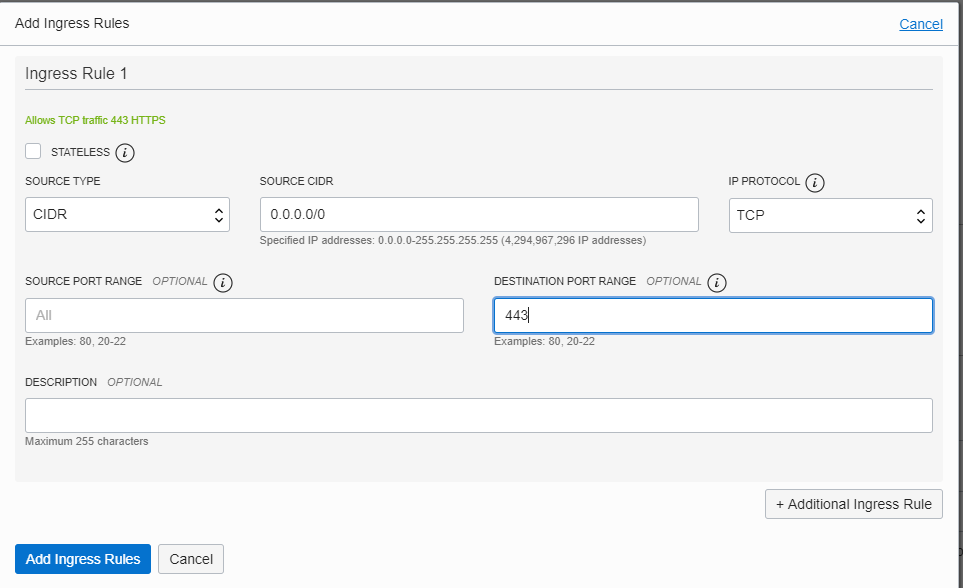 Add Ingress Rules Cancel
Ingress Rule 1
Allows TCP traffic 443 HTTPS
STATELESS i
SOURCE TYPE SOURCE CIDR IP PROTOCOL i
CIDR 0.0.0.0/0 TCP
Specified IP addresses: 0.0.0.0-255.255.255.255 (4,294,967,296 IP addresses)
SOURCE PORT RANGE OPTIONAL i DESTINATION PORT RANGE OPTIONAL i
All 443
Examples: 80, 20-22 Examples: 80, 20-22
DESCRIPTION OPTIONAL
Maximum 255 characters
+ Additional Ingress Rule
Add Ingress Rules Cancel